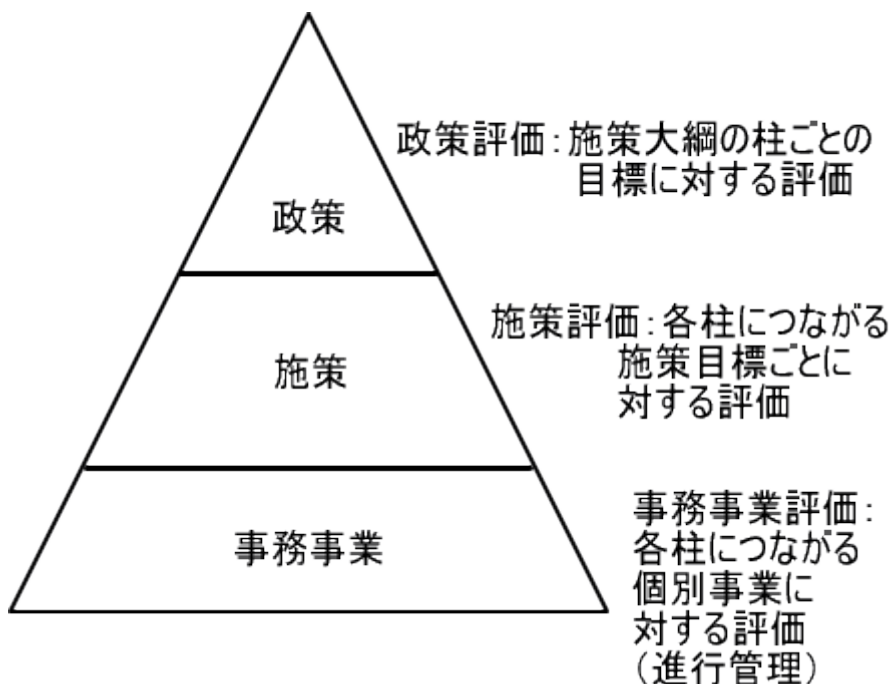 政策評価：施策大綱の柱ごとの
目標に対する評価
政策
施策評価：各柱につながる
施策目標ごとに
対する評価
施策
事務事業評価：
各柱につながる
個別事業に
対する評価
（進行管理）
事務事業